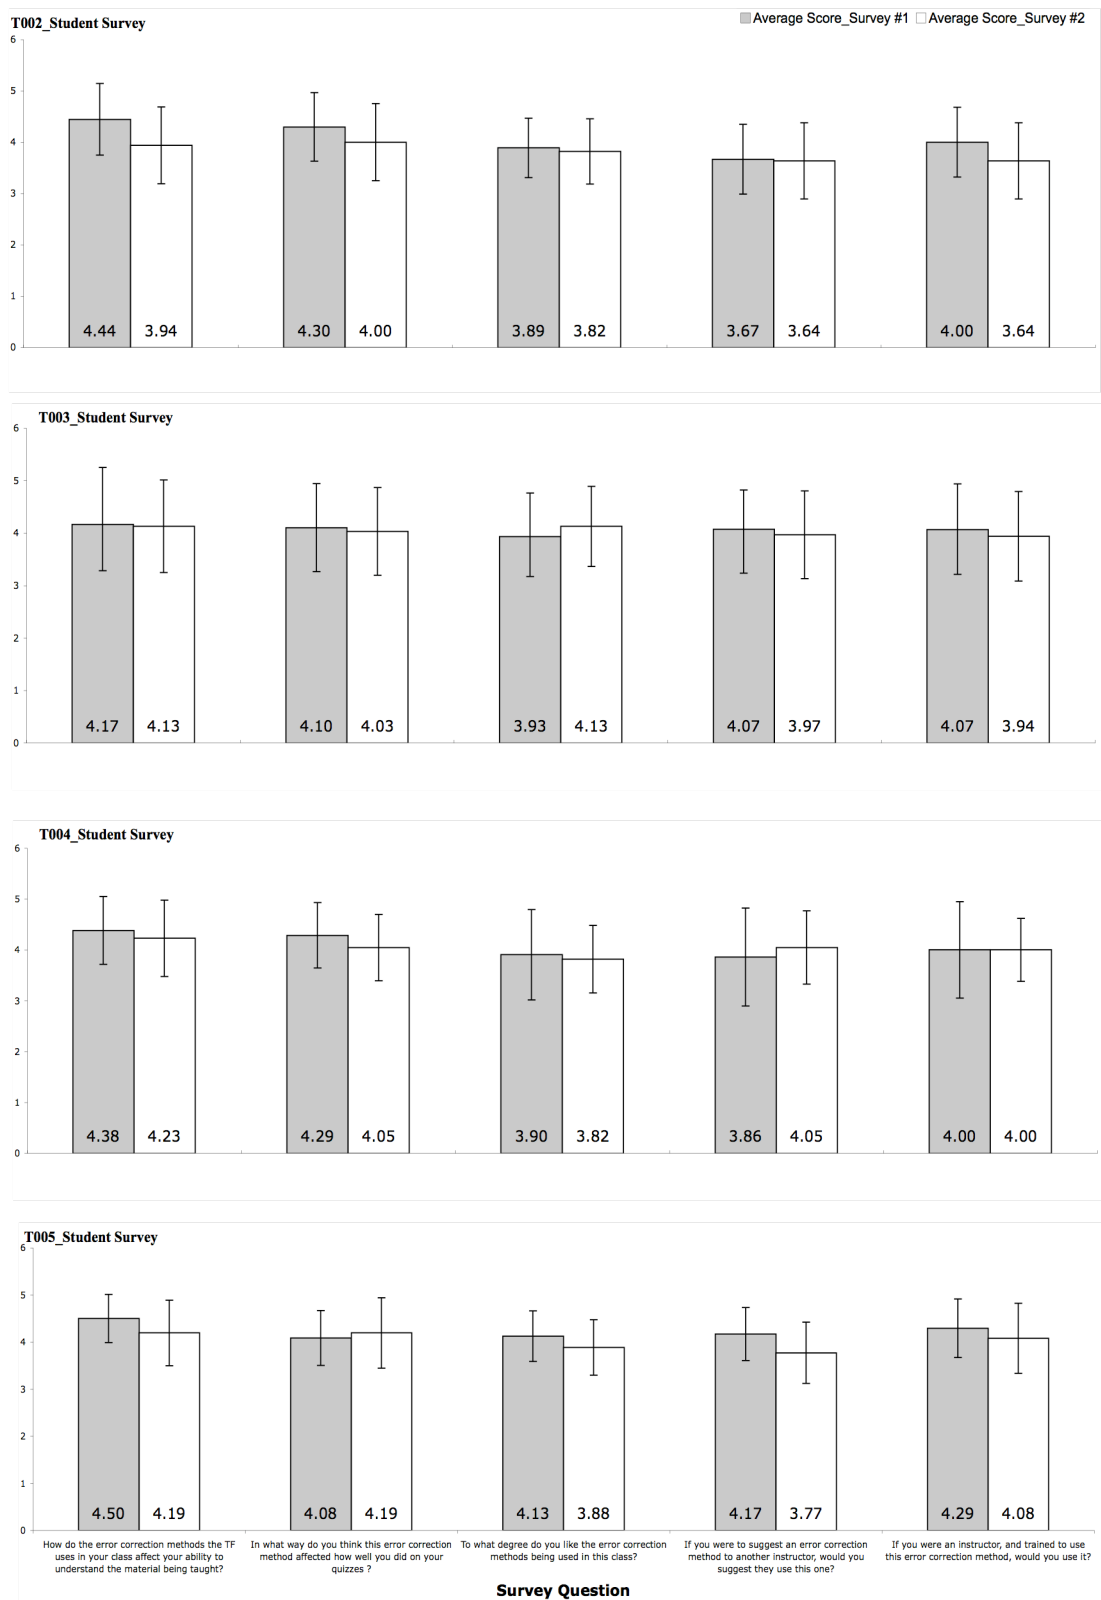 T002_Student Survey
Average Score_Survey #1 Average Score_Survey #2
6
5
4
3
2
1
0
4.44 3.94 4.30 4.00 3.89 3.82 3.67 3.64 4.00 3.64
T003_Student Survey
6
5
4
3
2
1
0
4.17 4.13 4.10 4.03 3.93 4.13 4.07 3.97 4.07 3.94
T004_Student Survey
6
5
4
3
2
1
0
4.38 4.23 4.29 4.05 3.90 3.82 3.86 4.05 4.00 4.00
T005_Student Survey
6
5
4
3
2
1
0
4.50 4.19 4.08 4.19 4.13 3.88 4.17 3.77 4.29 4.08
How do the error correction methods the TF
uses in your class affect your ability to
understand the material being taught?
In what way do you think this error correction
method affected how well you did on your
quizzes ?
To what degree do you like the error correction
methods being used in this class?
If you were to suggest an error correction
method to another instructor, would you
suggest they use this one?
If you were an instructor, and trained to use
this error correction method, would you use it?
Survey Question